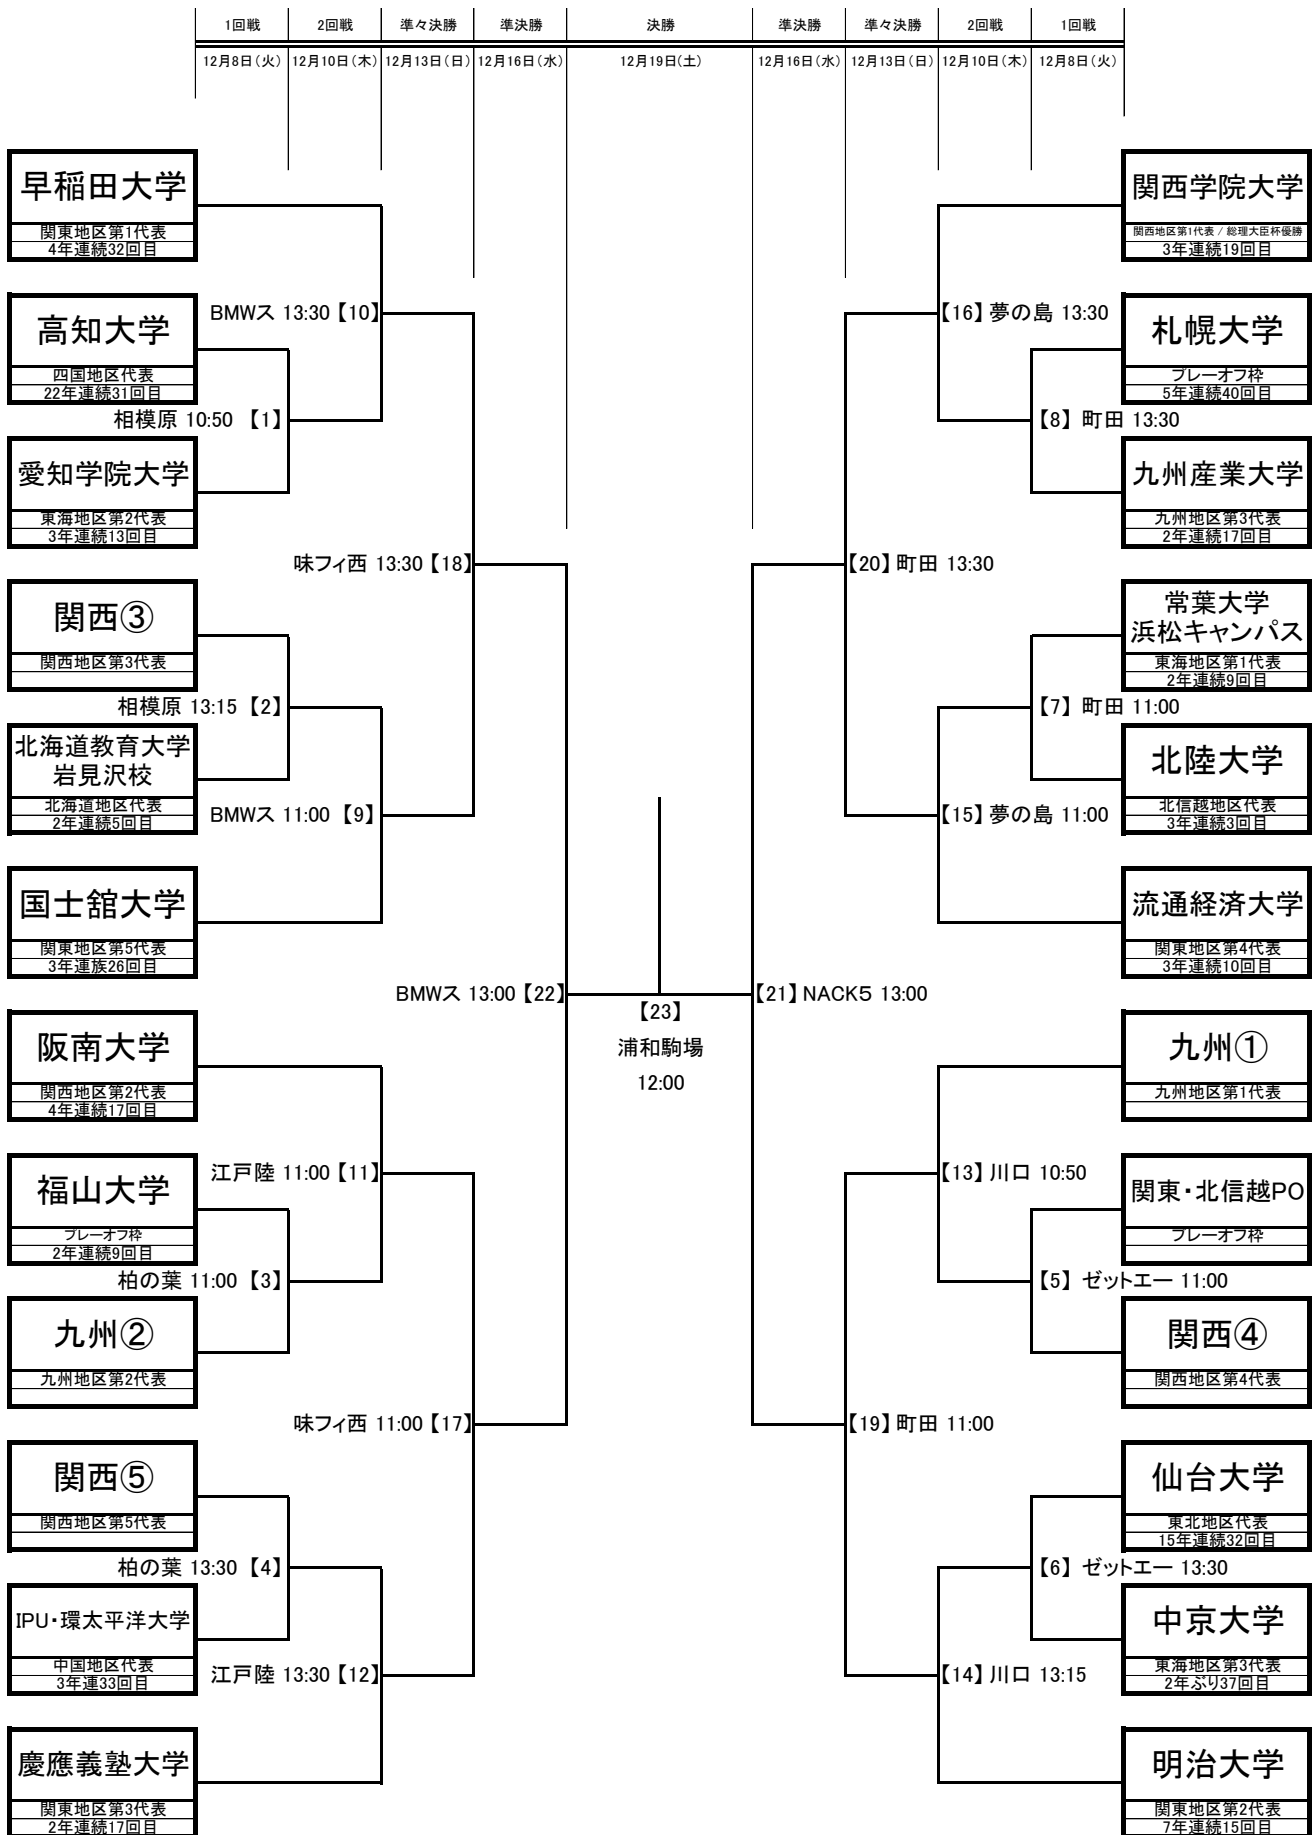 1回戦 2回戦 準々決勝 準決勝 決勝 準決勝 準々決勝 2回戦 1回戦
12月8日(火) 12月10日(木) 12月13日(日) 12月16日(水) 12月19日(土) 12月16日(水) 12月13日(日) 12月10日(木) 12月8日(火)
早稲田大学
関東地区第1代表
4年連続32回目
BMWス 13:30【10】
高知大学
四国地区代表
22年連続31回目
相模原 10:50 【1】
愛知学院大学
東海地区第2代表
3年連続13回目
味フィ西 13:30【18】
関西③
関西地区第3代表
相模原 13:15 【2】
北海道教育大学
岩見沢校
北海道地区代表
2年連続5回目
BMWス 11:00 【9】
国士舘大学
関東地区第5代表
3年連族26回目
BMWス 13:00【22】
阪南大学
関西地区第2代表
4年連続17回目
江戸陸 11:00【11】
福山大学
プレーオフ枠
2年連続9回目
柏の葉 11:00 【3】
九州②
九州地区第2代表
味フィ西 11:00【17】
関西⑤
関西地区第5代表
柏の葉 13:30 【4】
IPU・環太平洋大学
中国地区代表
3年連33回目
江戸陸 13:30【12】
慶應義塾大学
関東地区第3代表
2年連続17回目
【23】
浦和駒場
12:00
関西学院大学
関西地区第1代表 / 総理大臣杯優勝
3年連続19回目
【16】夢の島 13:30
札幌大学
プレーオフ枠
5年連続40回目
【8】 町田 13:30
九州産業大学
九州地区第3代表
2年連続17回目
【20】町田 13:30
常葉大学
浜松キャンパス
東海地区第1代表
2年連続9回目
【7】 町田 11:00
北陸大学
北信越地区代表
3年連続3回目
【15】夢の島 11:00
流通経済大学
関東地区第4代表
3年連続10回目
【21】NACK5 13:00
九州①
九州地区第1代表
【13】川口 10:50
関東・北信越PO
プレーオフ枠
【5】 ゼットエー 11:00
関西④
関西地区第4代表
【19】町田 11:00
仙台大学
東北地区代表
15年連続32回目
【6】 ゼットエー 13:30
中京大学
東海地区第3代表
2年ぶり37回目
【14】川口 13:15
明治大学
関東地区第2代表
7年連続15回目